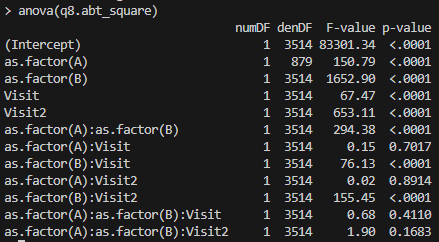 > anova(q8.abt_square)
numDF denDF F-value p-value
(Intercept) 1 3514 83301.34 <.0001
as.factor(A) 1 879 150.79 <.0001
as.factor(B) 1 3514 1652.90 <.0001
Visit 1 3514 67.47 <.0001
Visit2 1 3514 653.11 <.0001
as.factor(A):as.factor(B) 1 3514 294.38 <.0001
as.factor(A):Visit 1 3514 0.15 0.7017
as.factor(B):Visit 1 3514 76.13 <.0001
as.factor(A):Visit2 1 3514 0.02 0.8914
as.factor(B):Visit2 1 3514 155.45 <.0001
as.factor(A):as.factor(B):Visit 1 3514 0.68 0.4110
as.factor(A):as.factor(B):Visit2 1 3514 1.90 0.1683